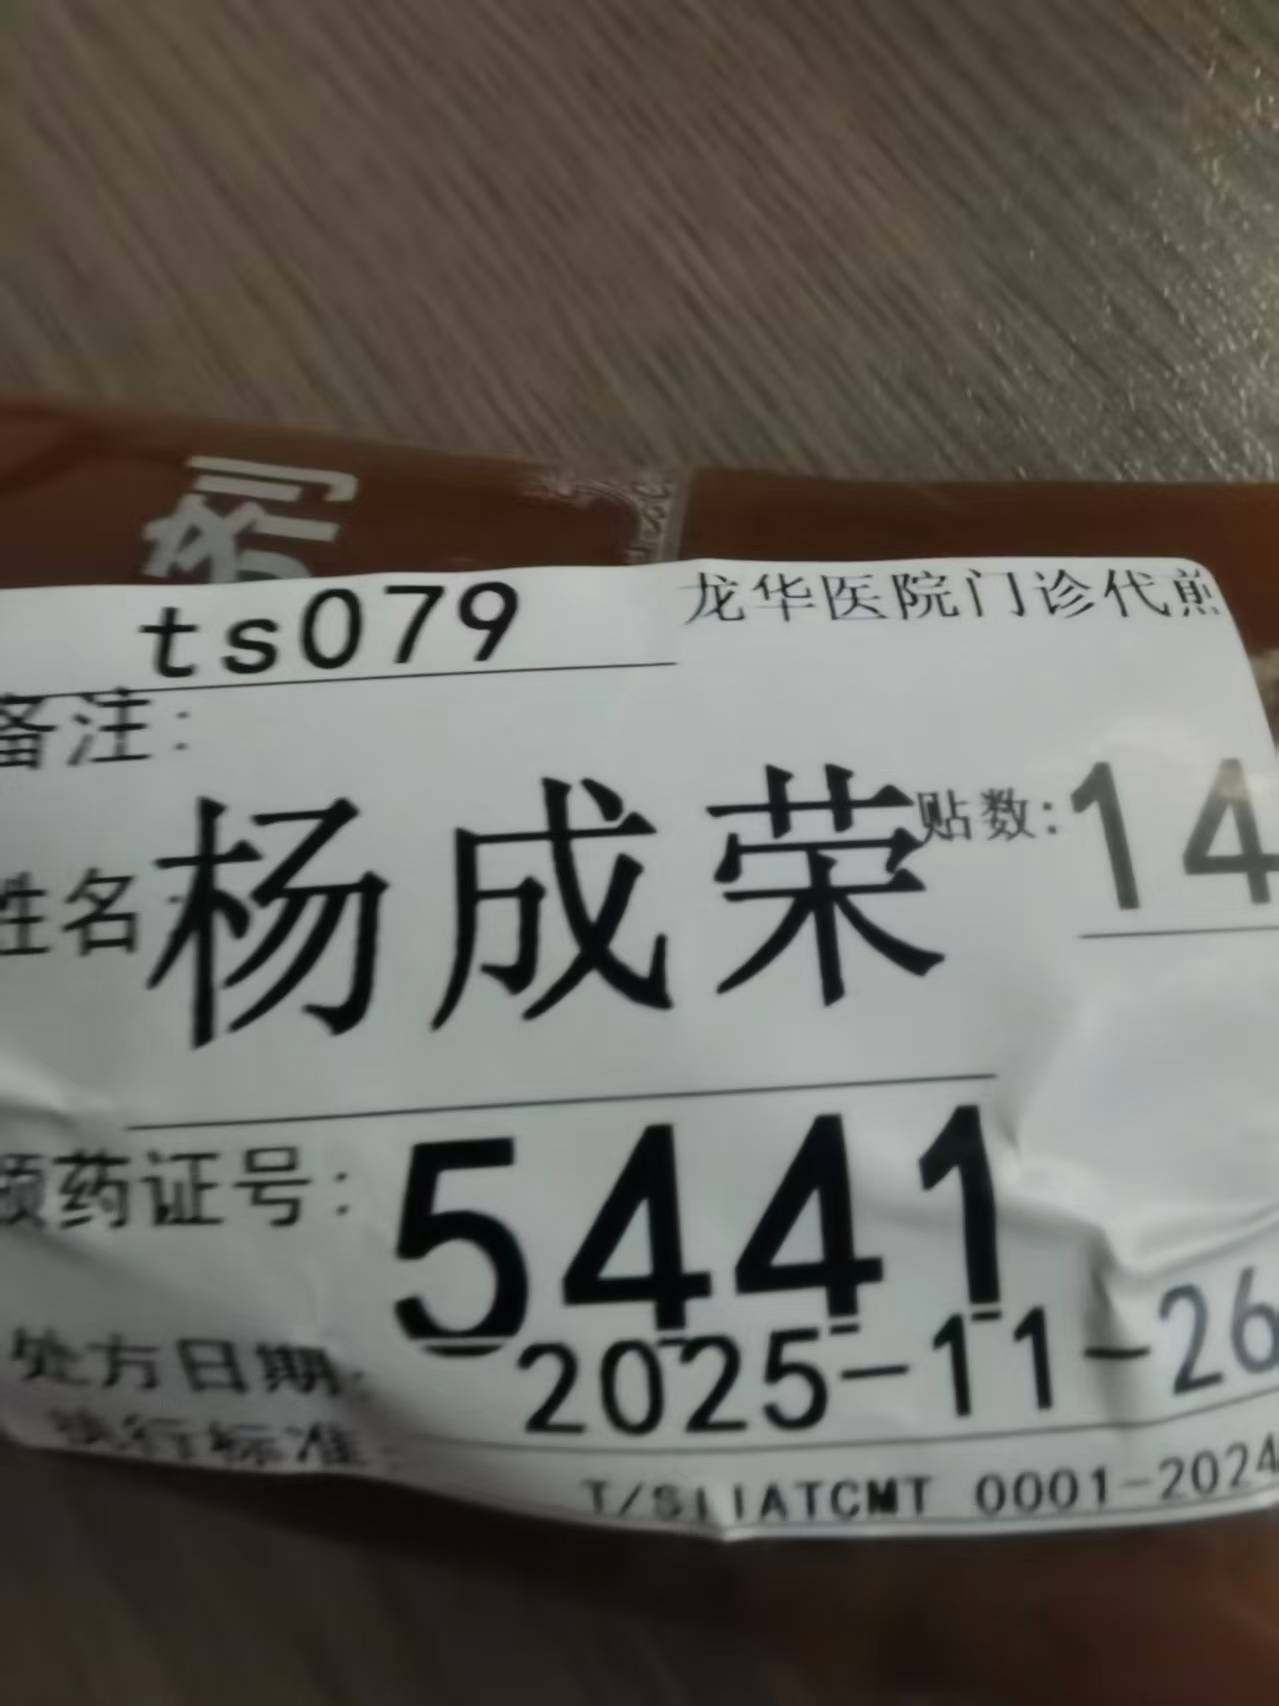 剂
ts079
龙华医院门诊代煎
备注:
姓名 杨成荣 贴数:14
领药证号: 5441
处方日期: 2025-11-26
执行标准:
0001-2024